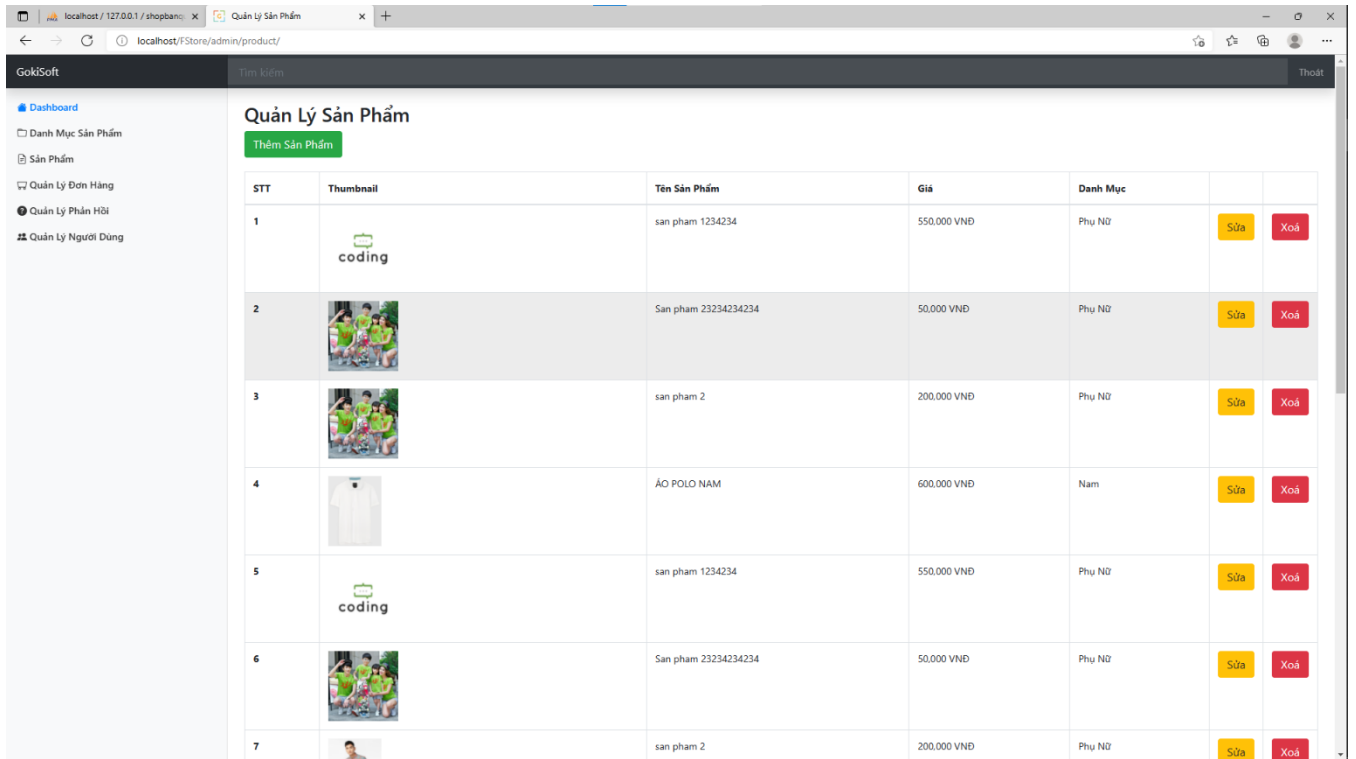 localhost / 127.0.0.1 / shopbanq
Quản Lý Sản Phẩm
localhost/FStore/admin/product/
GokiSoft
Tìm kiếm
Thoát
Dashboard
Danh Mục Sản Phẩm
Sản Phẩm
Quản Lý Đơn Hàng
Quản Lý Phản Hồi
Quản Lý Người Dùng
Quản Lý Sản Phẩm
Thêm Sản Phẩm
STT Thumbnail Tên Sản Phẩm Giá Danh Mục
1 coding san pham 1234234 550,000 VNĐ Phụ Nữ Sửa Xoá
2 San pham 23234234234 50,000 VNĐ Phụ Nữ Sửa Xoá
3 san pham 2 200,000 VNĐ Phụ Nữ Sửa Xoá
4 ÁO POLO NAM 600,000 VNĐ Nam Sửa Xoá
5 coding san pham 1234234 550,000 VNĐ Phụ Nữ Sửa Xoá
6 San pham 23234234234 50,000 VNĐ Phụ Nữ Sửa Xoá
7 san pham 2 200,000 VNĐ Phụ Nữ Sửa Xoá